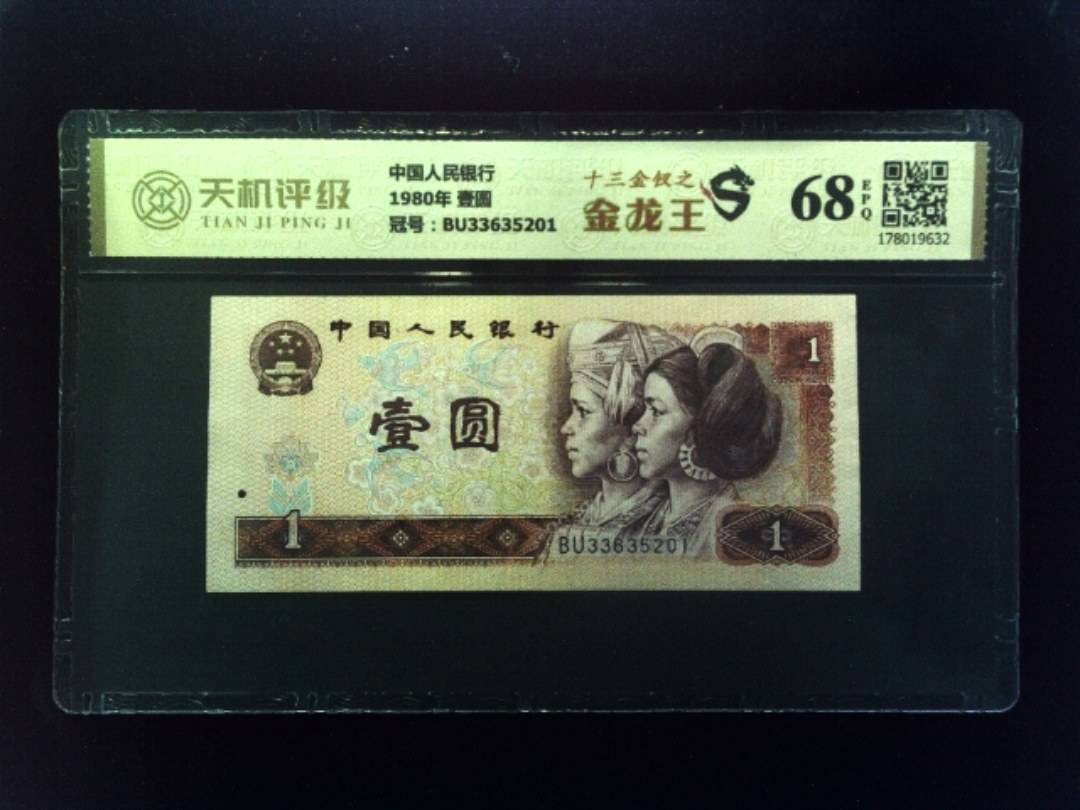 天机评级
TIAN JI PING JI
中国人民银行
1980年 壹圆
冠号：BU33635201
十三金钗之
金龙王
68
EPQ
178019632
中国人民银行
1
壹圆
1
BU33635201
1